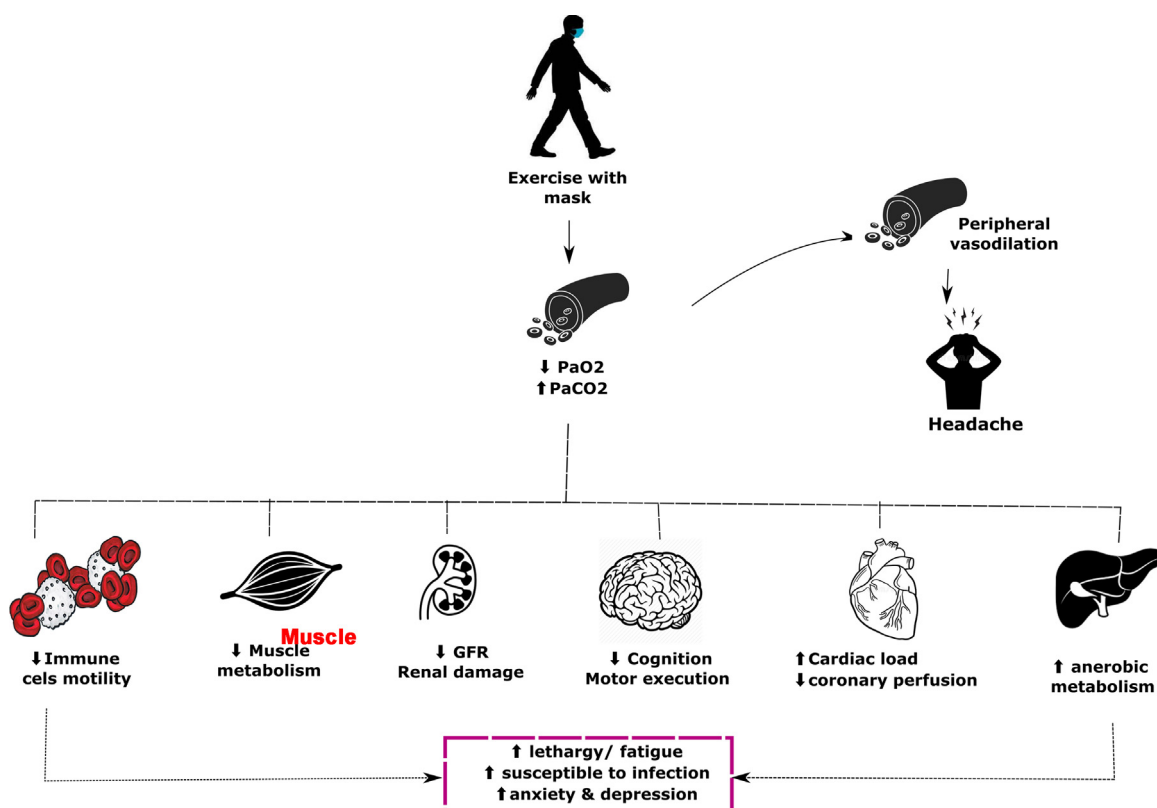 Exercise with
mask
Peripheral
vasodilation
⬇ PaO2
⬆PaCO2
Headache
⬇Immune
cels motility
⬇ Muscle
metabolism
Muscle
⬇ GFR
Renal damage
⬇ Cognition
Motor execution
⬆ Cardiac load
⬇coronary perfusion
⬆ anerobic
metabolism
⬆ lethargy/ fatigue
⬆ susceptible to infection
⬆anxiety & depression